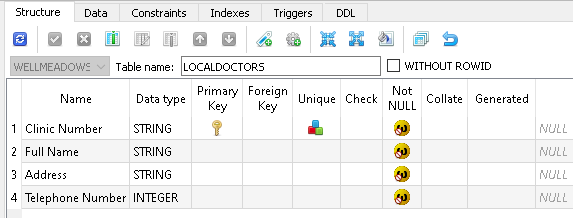 Structure Data Constraints Indexes Triggers DDL
WELLMEADOWS Table name: LOCALDOCTORS WITHOUT ROWID
Name Data type Primary Key Foreign Key Unique Check Not NULL Collate Generated
1 Clinic Number STRING NULL
2 Full Name STRING NULL
3 Address STRING NULL
4 Telephone Number INTEGER NULL